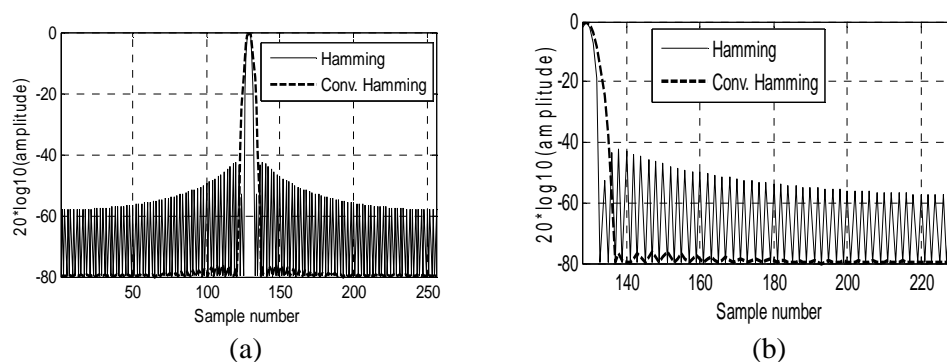 0
-20
-40
-60
-80
20*log10(amplitude)
50
100
150
200
250
Sample number
Hamming
Conv. Hamming
(a)
0
-20
-40
-60
-80
20*log10(amplitude)
140
160
180
200
220
Sample number
Hamming
Conv. Hamming
(b)